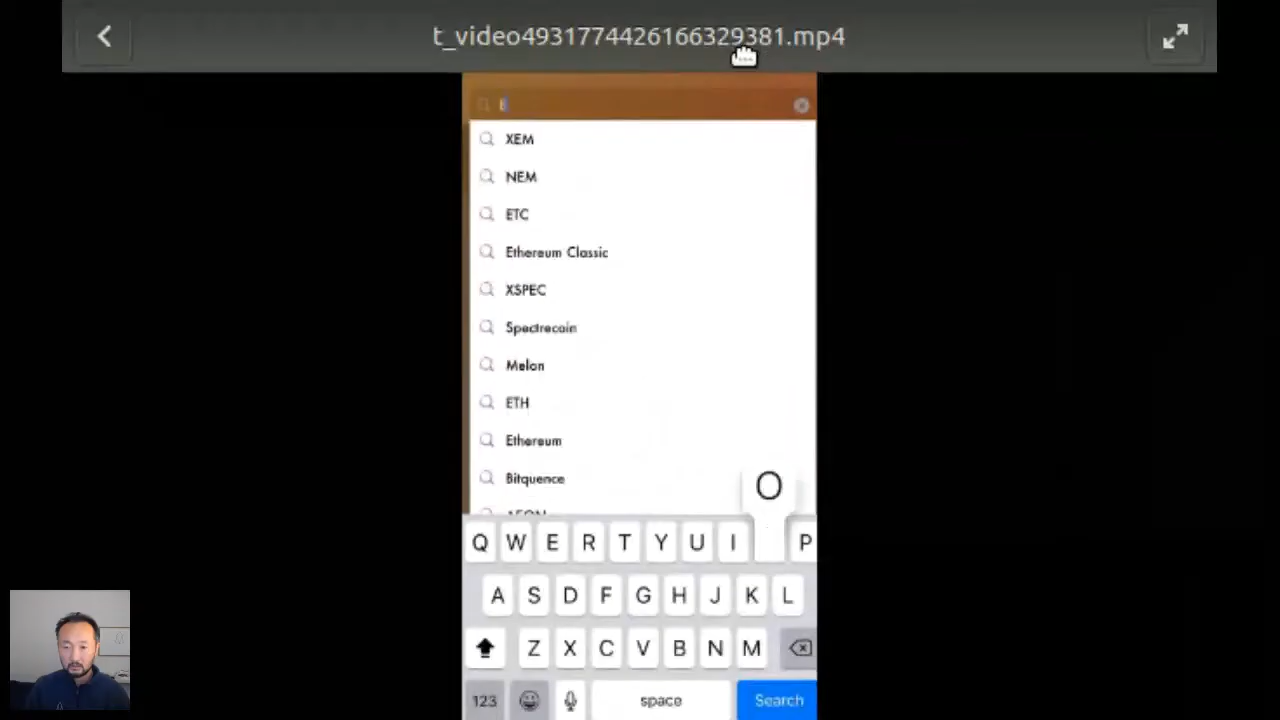 t_video4931774426166329381.mp4
XEM
NEM
ETC
Ethereum Classic
XSPEC
Spectrecoin
Melon
ETH
Ethereum
Bitquence
O
Q W E R T Y U I P
A S D F G H J K L
Z X C V B N M
123 space Search